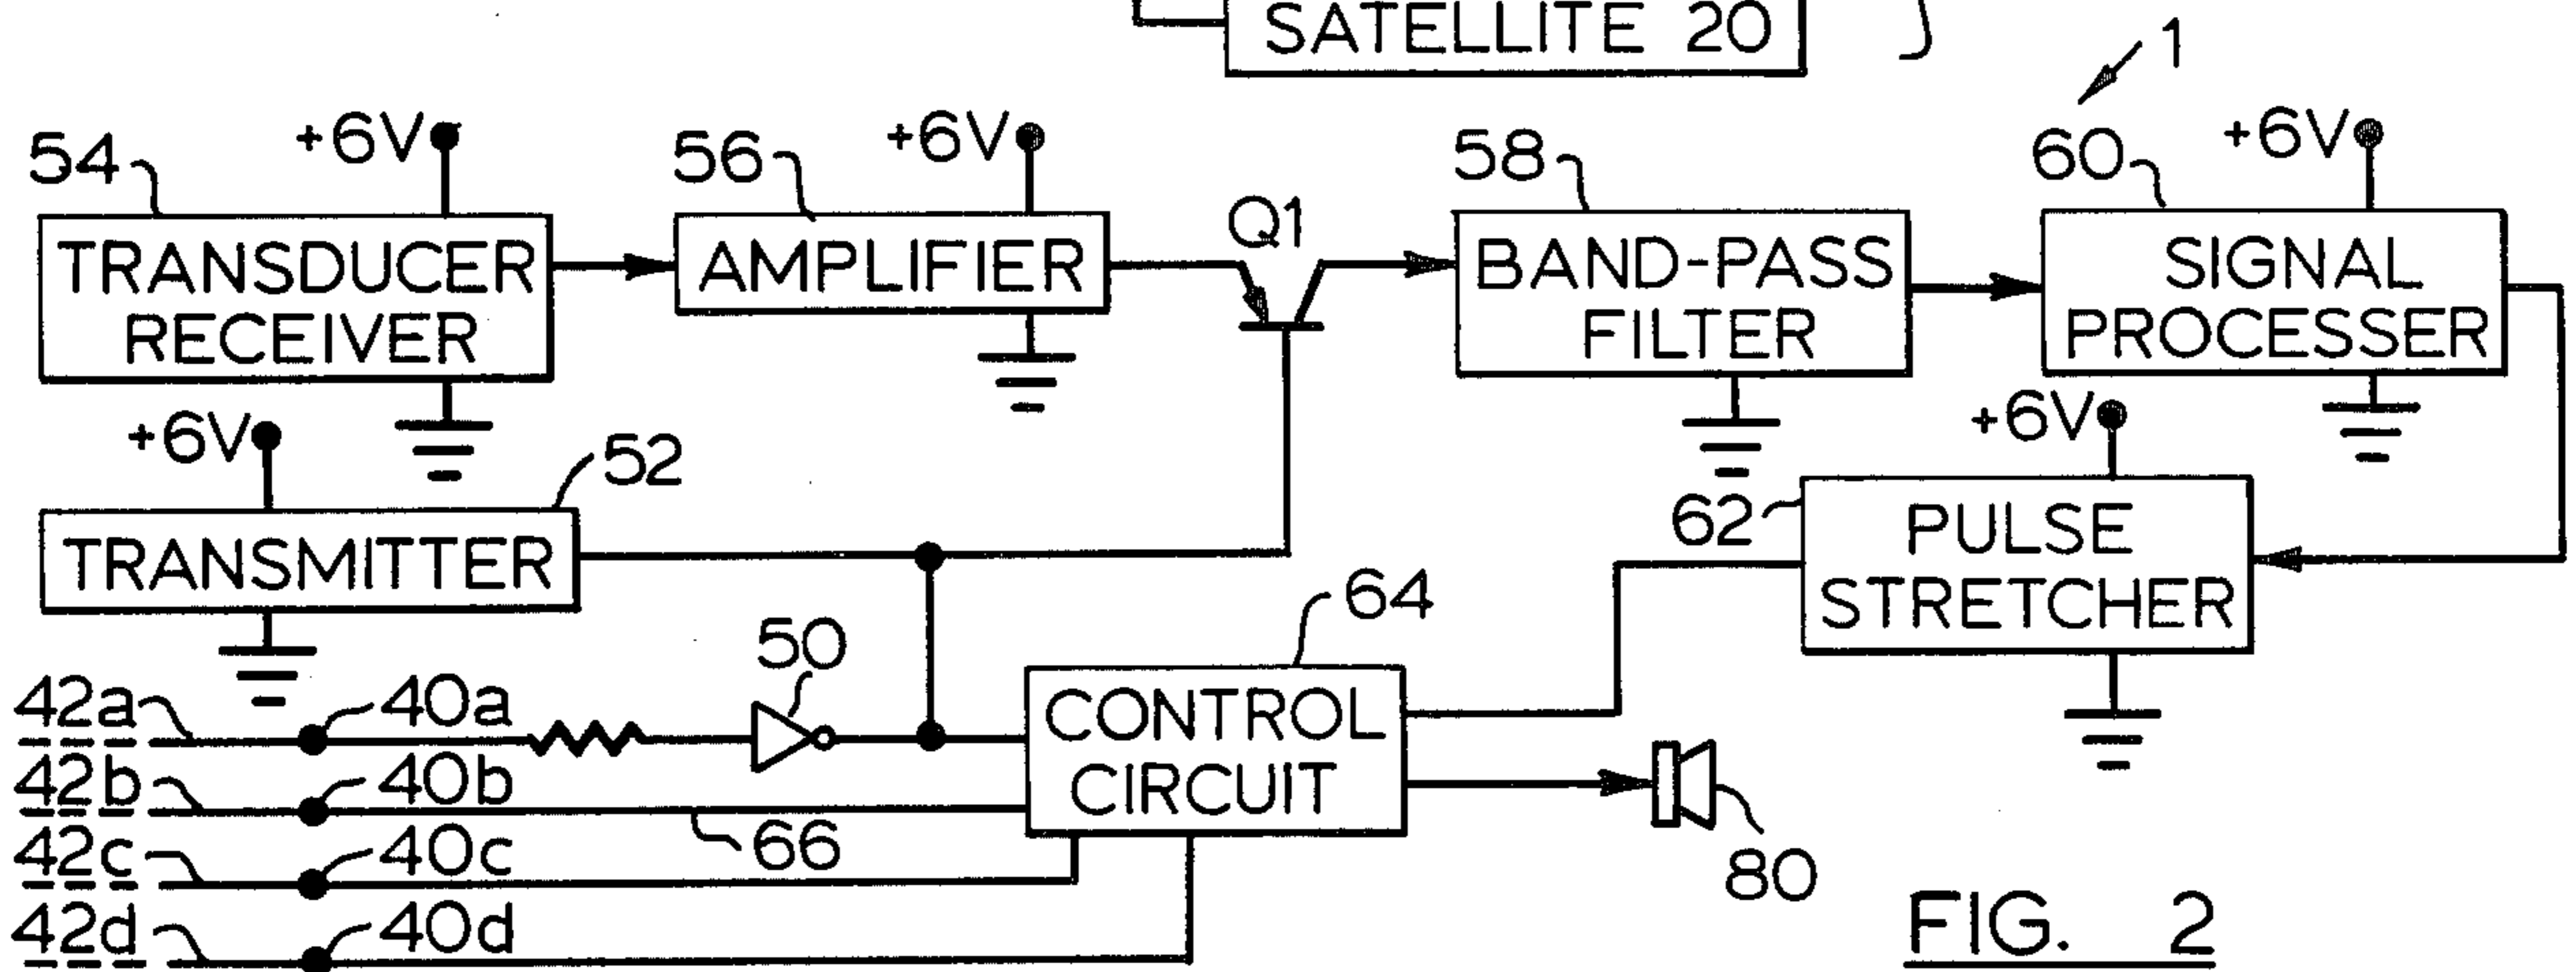 SATELLITE 20
1
54
+6V
56
+6V
Q1
58
60
+6V
TRANSDUCER
RECEIVER
AMPLIFIER
BAND-PASS
FILTER
SIGNAL
PROCESSER
+6V
52
TRANSMITTER
+6V
62
PULSE
STRETCHER
64
50
42a
40a
CONTROL
CIRCUIT
42b
40b
66
42c
40c
80
42d
40d
FIG. 2